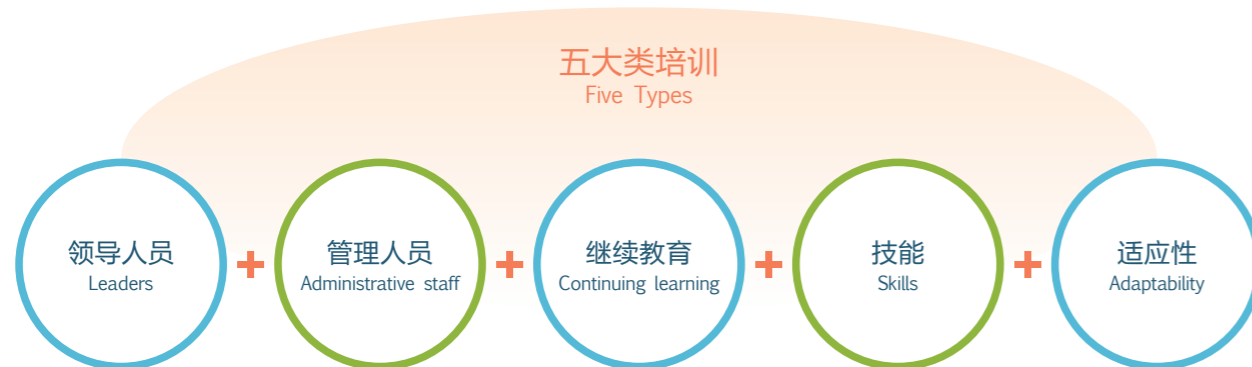 五大类培训
Five Types
领导人员
Leaders
管理人员
Administrative staff
继续教育
Continuing learning
技能
Skills
适应性
Adaptability